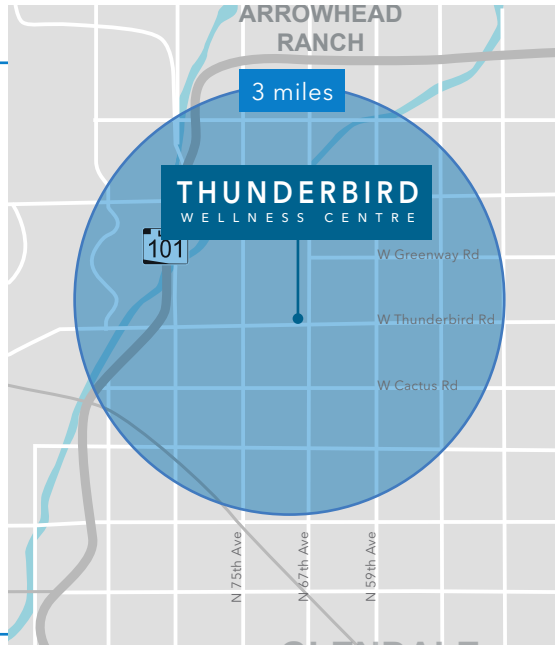 ARROWHEAD
RANCH
3 miles
THUNDERBIRD
WELLNESS CENTRE
101
W Greenway Rd
W Thunderbird Rd
W Cactus Rd
N 75th Ave
N 67th Ave
N 59th Ave
GLENDALE